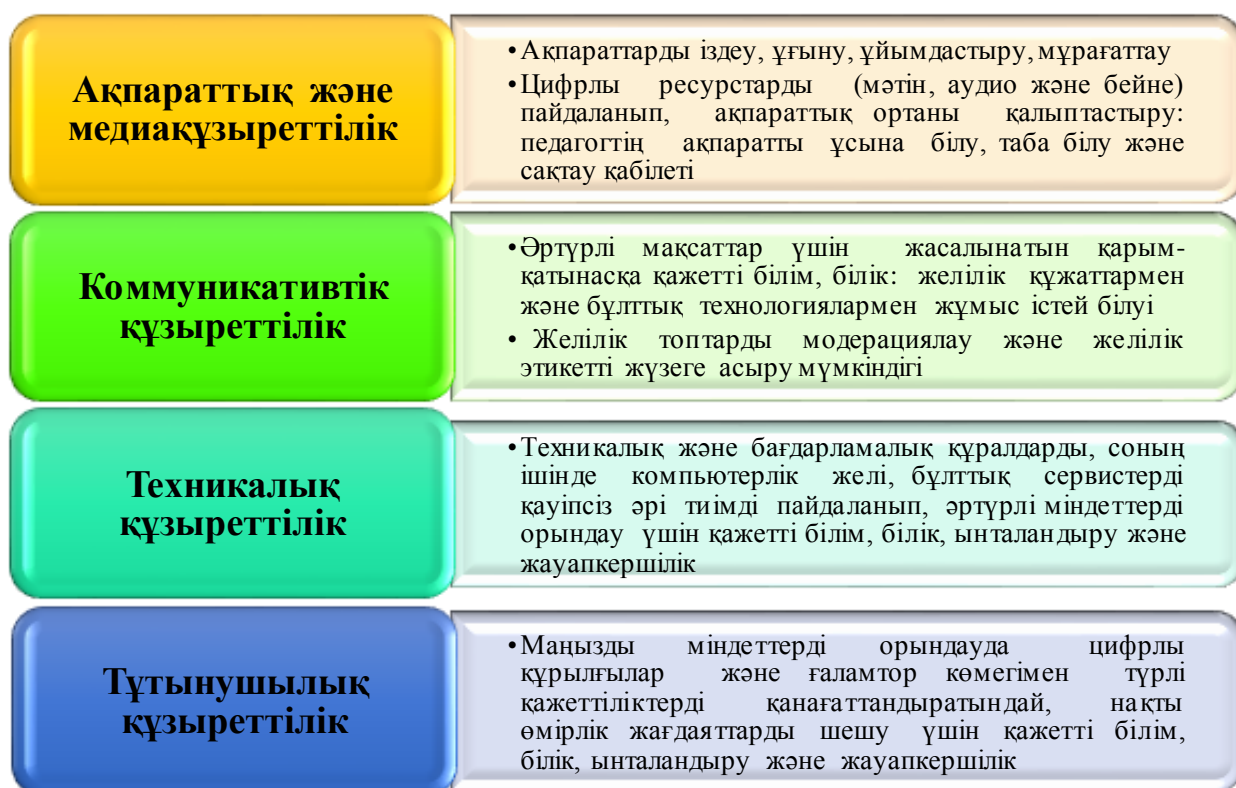 Ақпараттық және
медиақұзыреттілік
•Ақпараттарды іздеу, ұғыну, ұйымдастыру, мұрағаттау
•Цифрлы ресурстарды (мәтін, аудио және бейне)
пайдаланып, ақпараттық ортаны қалыптастыру:
педагогтің ақпаратты ұсына білу, таба білу және
сақтау қабілеті
Коммуникативтік
құзыреттілік
•Әртүрлі мақсаттар үшін жасалынатын қарым-
қатынасқа қажетті білім, білік: желілік құжаттармен
және бұлттық технологиялармен жұмыс істей білуі
• Желілік топтарды модерациялау және желілік
этикетті жүзеге асыру мүмкіндігі
Техникалық
құзыреттілік
•Техникалық және бағдарламалық құралдарды, соның
ішінде компьютерлік желі, бұлттық сервистерді
қауіпсіз әрі тиімді пайдаланып, әртүрлі міндеттерді
орындау үшін қажетті білім, білік, ынталандыру және
жауапкершілік
Тұтынушылық
құзыреттілік
•Маңызды міндеттерді орындауда цифрлы
құрылғылар және ғаламтор көмегімен түрлі
қажеттіліктерді қанағаттандыратындай, нақты
өмірлік жағдаяттарды шешу үшін қажетті білім,
білік, ынталандыру және жауапкершілік